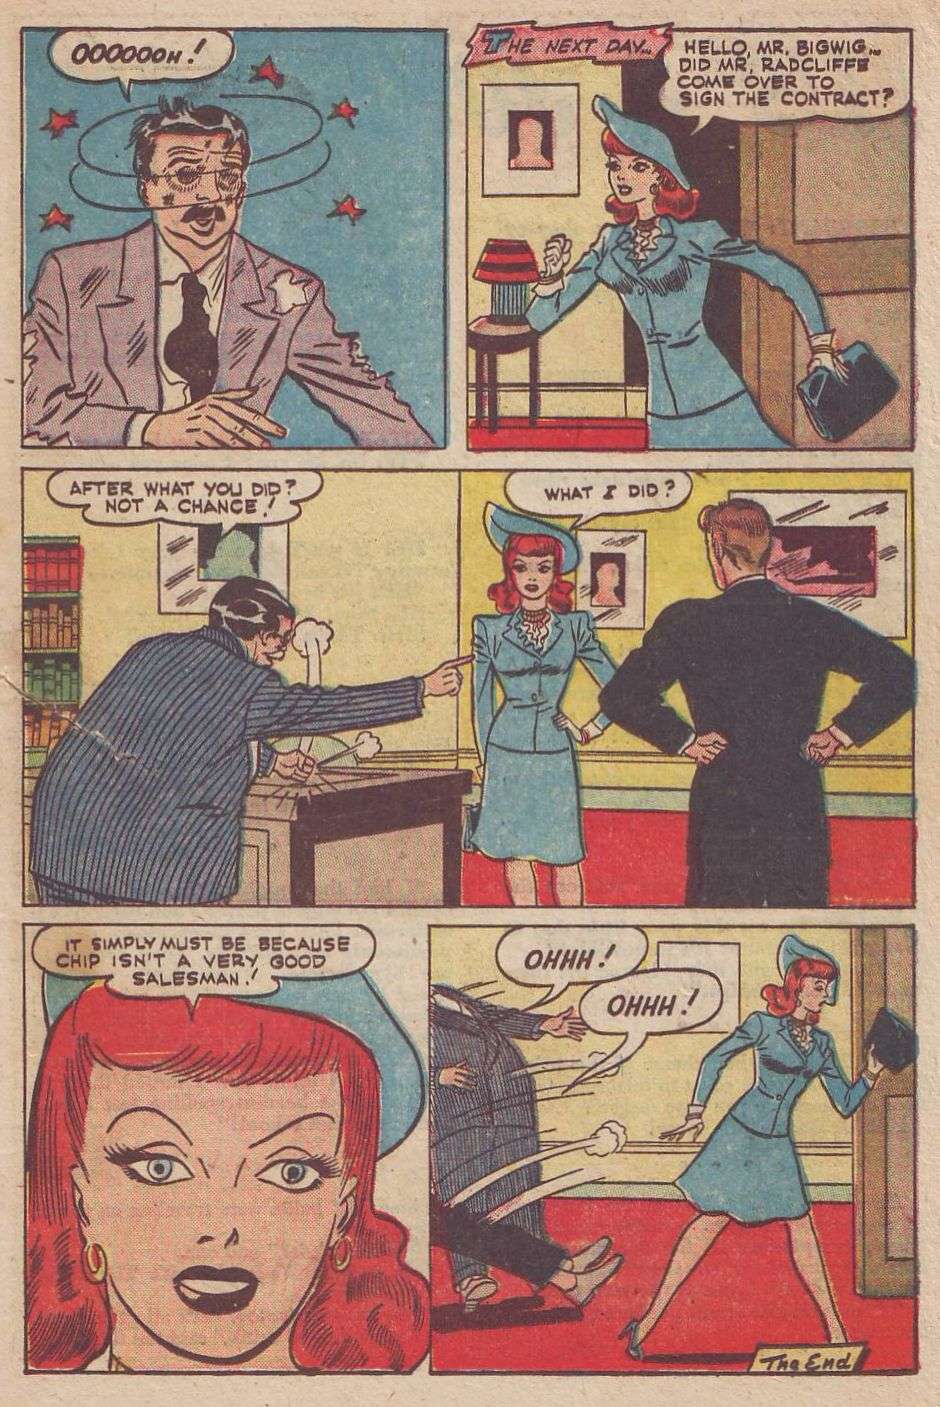 OOOOOOH!
THE NEXT DAY...
HELLO, MR. BIGWIG...
DID MR. RADCLIFFE
COME OVER TO
SIGN THE CONTRACT?
AFTER WHAT YOU DID?
NOT A CHANCE!
WHAT I DID?
IT SIMPLY MUST BE BECAUSE
CHIP ISN'T A VERY GOOD
SALESMAN!
OHHH!
OHHH!
The End